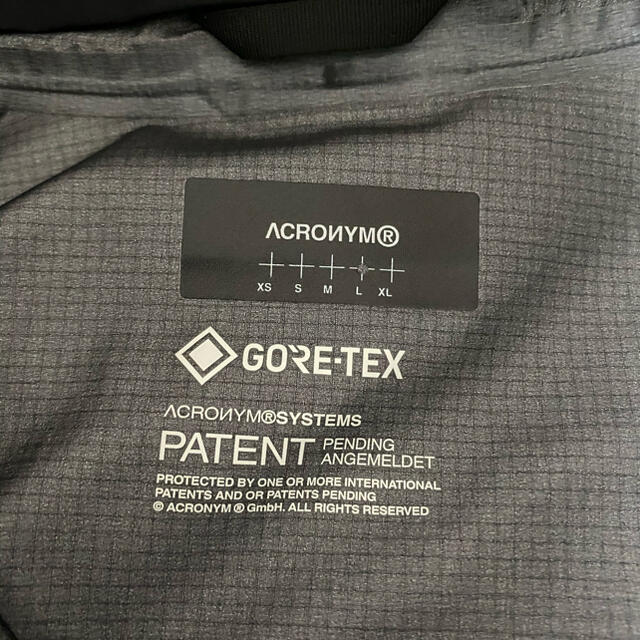 ACRONYM®
XS S M L XL
GORE-TEX
ACRONYM®SYSTEMS
PATENT PENDING
ANGEMELDET
PROTECTED BY ONE OR MORE INTERNATIONAL
PATENTS AND OR PATENTS PENDING
© ACRONYM® GmbH. ALL RIGHTS RESERVED